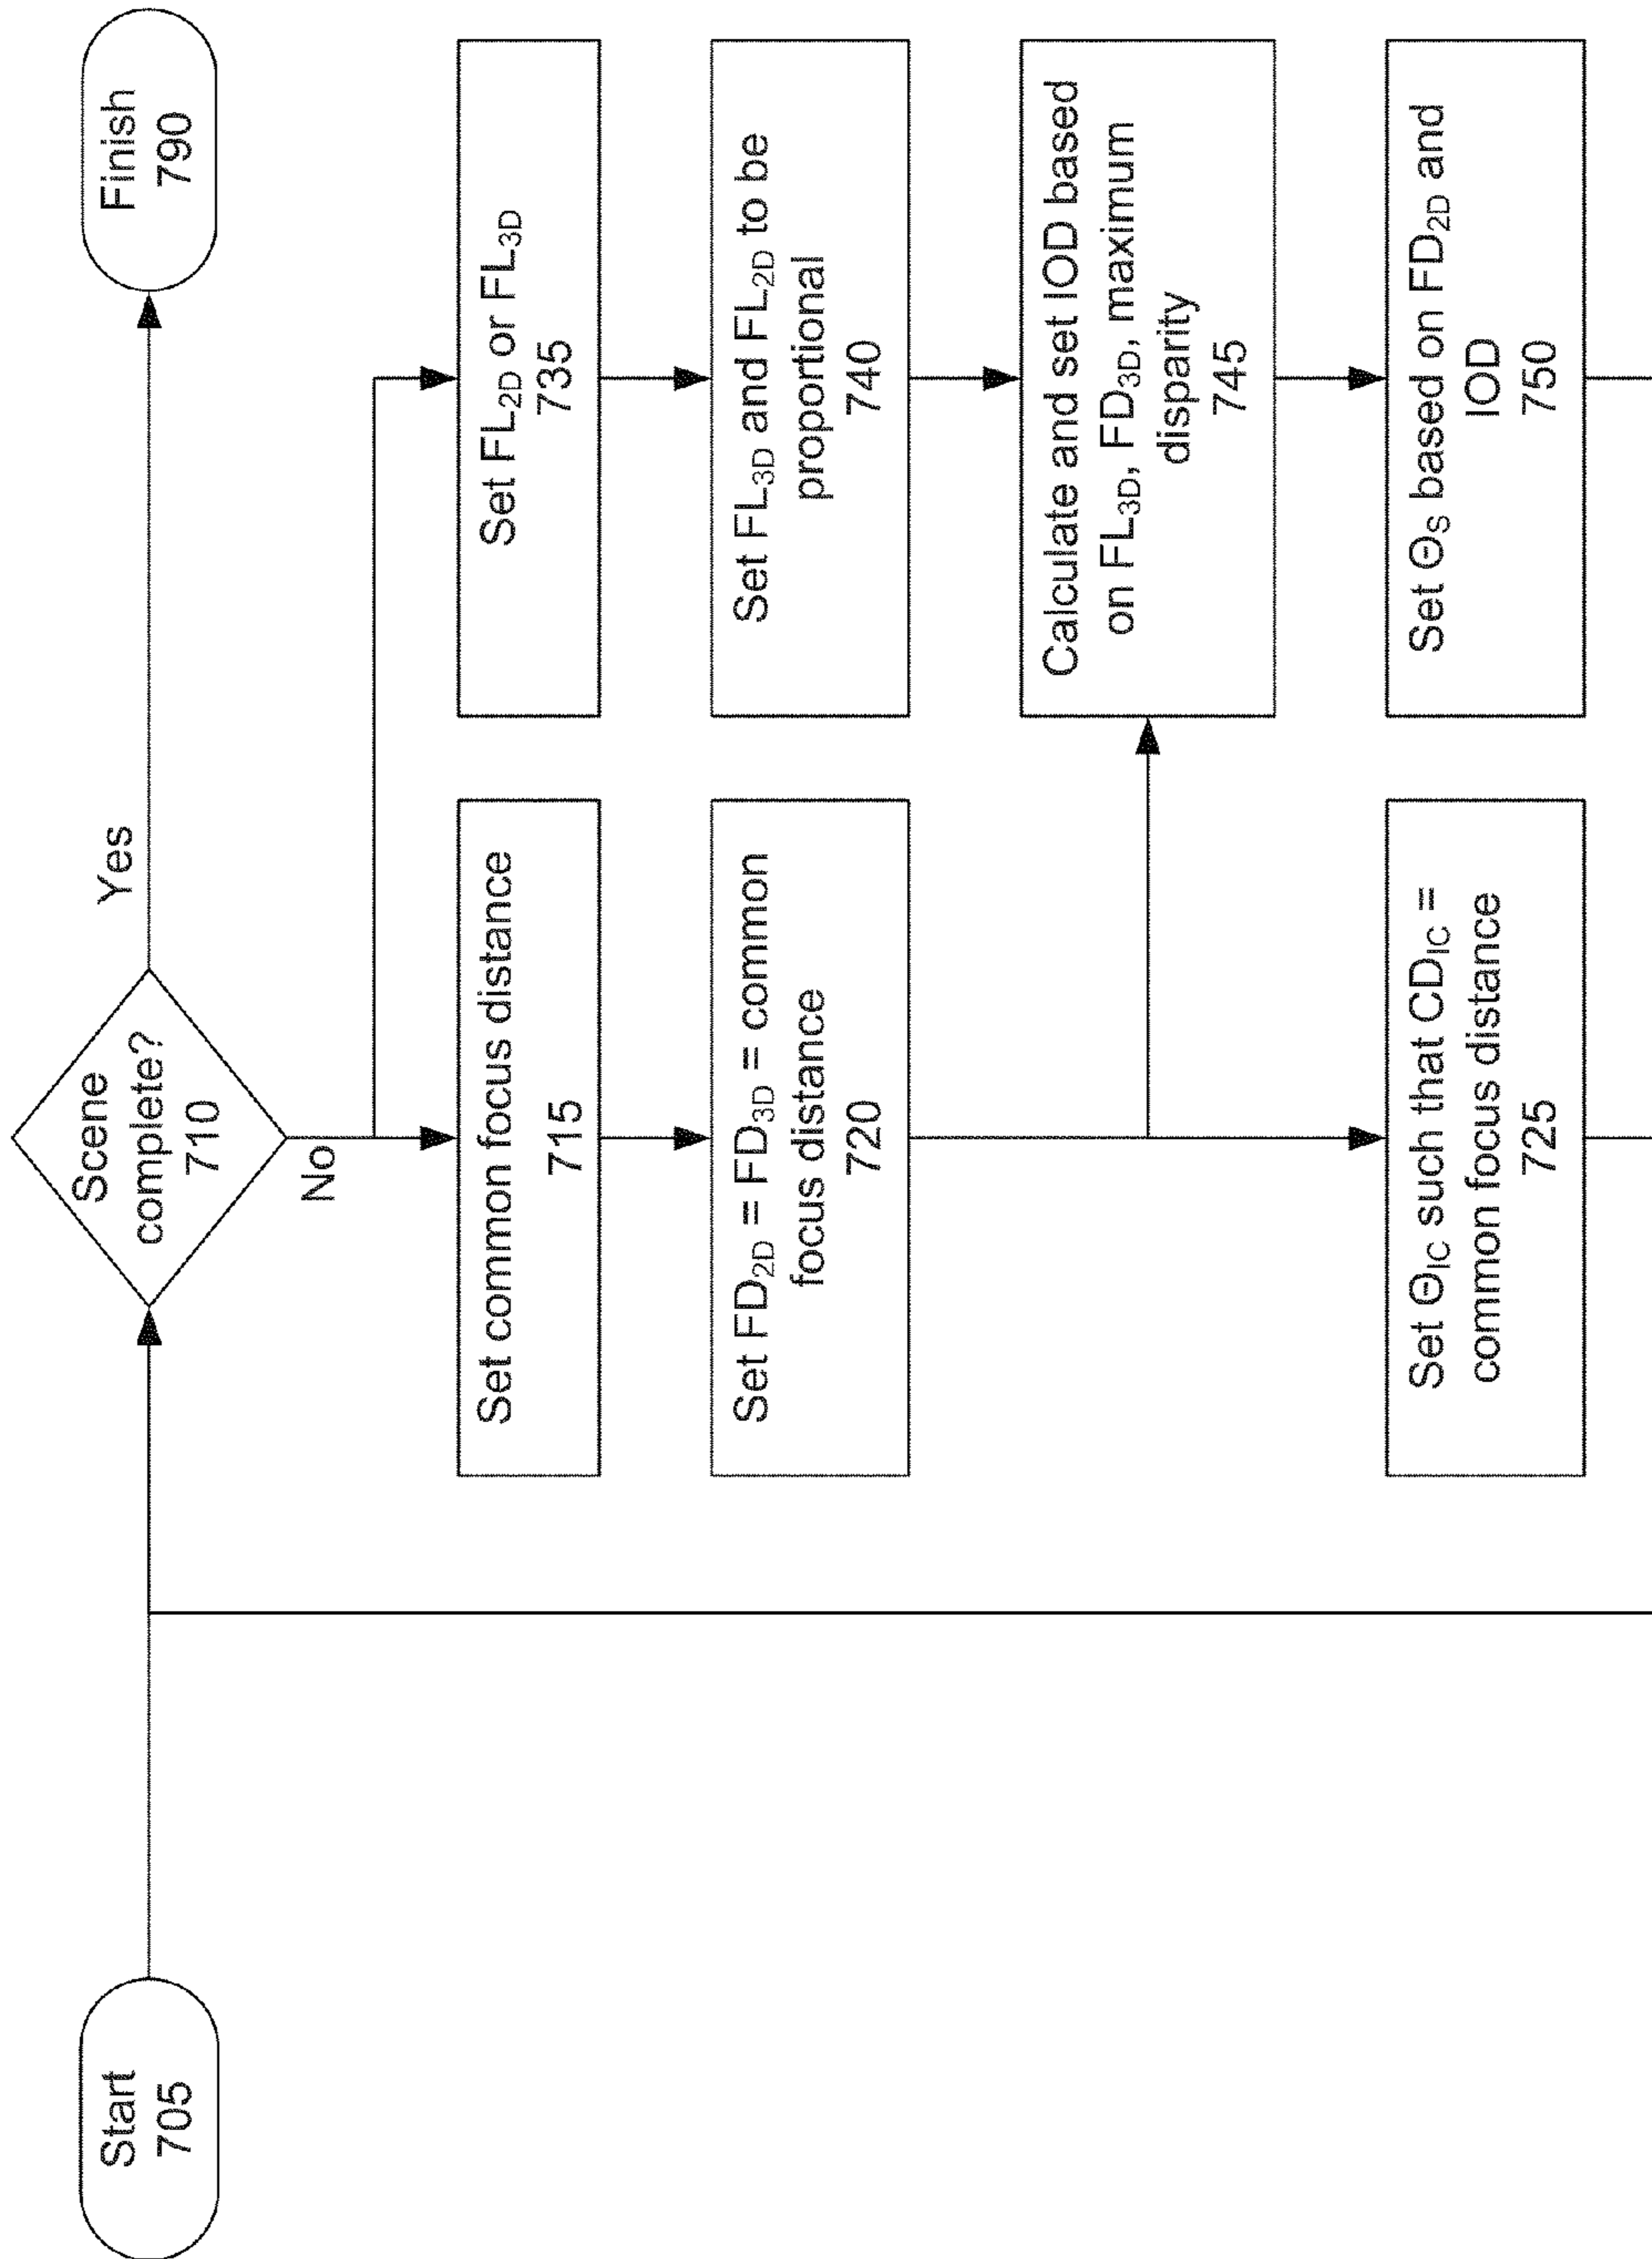 Start
705
Scene
complete?
710
Yes
Finish
790
No
Set common focus distance
715
Set FL2D or FL3D
735
Set FD2D = FD3D = common
focus distance
720
Set FL3D and FL2D to be
proportional
740
Calculate and set IOD based
on FL3D, FD3D, maximum
disparity
745
Set ΘIC such that CDIC =
common focus distance
725
Set ΘS based on FD2D and
IOD
750